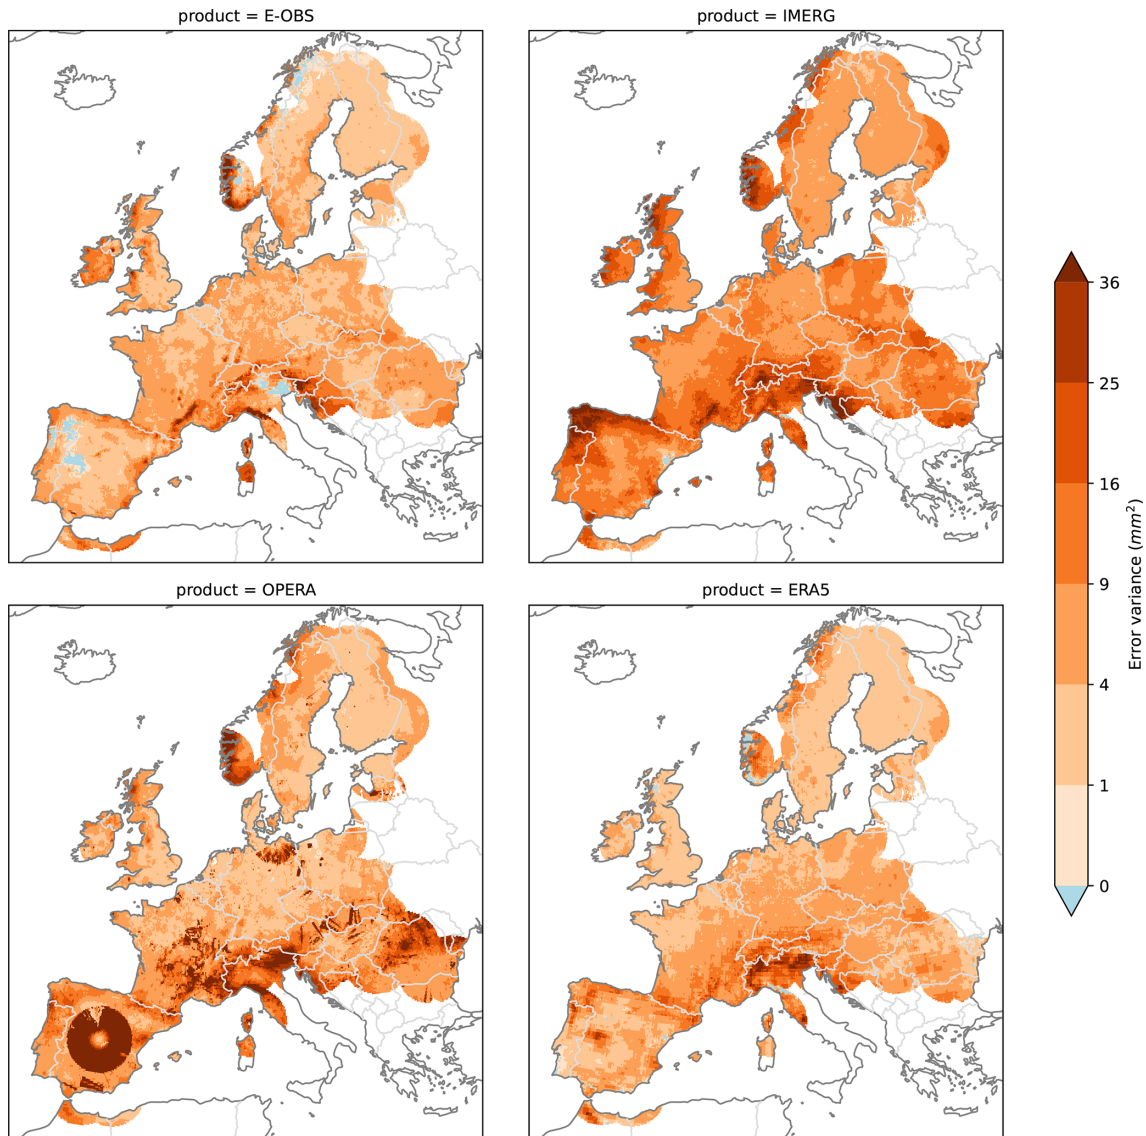 product = E-OBS
product = IMERG
product = OPERA
product = ERA5
36
25
16
9
4
1
0
Error variance (mm²)